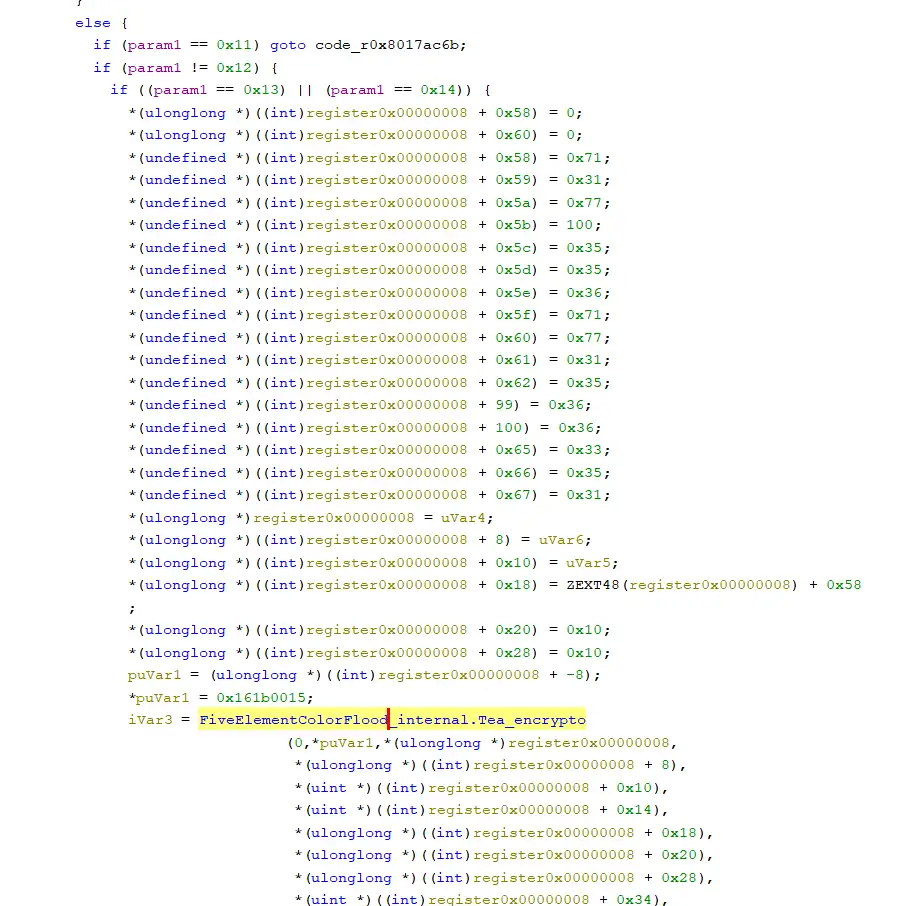 else {
if (param1 == 0x11) goto code_r0x8017ac6b;
if (param1 != 0x12) {
if ((param1 == 0x13) || (param1 == 0x14)) {
*(ulonglong *)((int)register0x00000008 + 0x58) = 0;
*(ulonglong *)((int)register0x00000008 + 0x60) = 0;
*(undefined *)((int)register0x00000008 + 0x58) = 0x71;
*(undefined *)((int)register0x00000008 + 0x59) = 0x31;
*(undefined *)((int)register0x00000008 + 0x5a) = 0x77;
*(undefined *)((int)register0x00000008 + 0x5b) = 100;
*(undefined *)((int)register0x00000008 + 0x5c) = 0x35;
*(undefined *)((int)register0x00000008 + 0x5d) = 0x35;
*(undefined *)((int)register0x00000008 + 0x5e) = 0x36;
*(undefined *)((int)register0x00000008 + 0x5f) = 0x71;
*(undefined *)((int)register0x00000008 + 0x60) = 0x77;
*(undefined *)((int)register0x00000008 + 0x61) = 0x31;
*(undefined *)((int)register0x00000008 + 0x62) = 0x35;
*(undefined *)((int)register0x00000008 + 99) = 0x36;
*(undefined *)((int)register0x00000008 + 100) = 0x36;
*(undefined *)((int)register0x00000008 + 0x65) = 0x33;
*(undefined *)((int)register0x00000008 + 0x66) = 0x35;
*(undefined *)((int)register0x00000008 + 0x67) = 0x31;
*(ulonglong *)register0x00000008 = uVar4;
*(ulonglong *)((int)register0x00000008 + 8) = uVar6;
*(ulonglong *)((int)register0x00000008 + 0x10) = uVar5;
*(ulonglong *)((int)register0x00000008 + 0x18) = ZEXT48(register0x00000008) + 0x58
;
*(ulonglong *)((int)register0x00000008 + 0x20) = 0x10;
*(ulonglong *)((int)register0x00000008 + 0x28) = 0x10;
puVar1 = (ulonglong *)((int)register0x00000008 + -8);
*puVar1 = 0x161b0015;
iVar3 = FiveElementColorFlood_internal.Tea_encrypto
(0,*puVar1,*(ulonglong *)register0x00000008,
*(ulonglong *)((int)register0x00000008 + 8),
*(uint *)((int)register0x00000008 + 0x10),
*(uint *)((int)register0x00000008 + 0x14),
*(ulonglong *)((int)register0x00000008 + 0x18),
*(ulonglong *)((int)register0x00000008 + 0x20),
*(ulonglong *)((int)register0x00000008 + 0x28),
*(uint *)((int)register0x00000008 + 0x34),